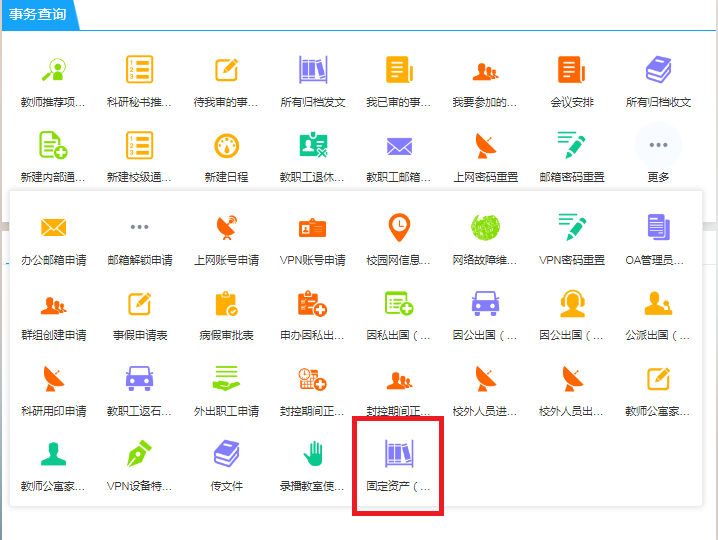 事务查询
教师推荐项...
科研秘书推...
待我审的事...
所有归档发文
我已审的事...
我要参加的...
会议安排
所有归档收文
新建内部通...
新建校级通...
新建日程
教职工退休...
教职工邮箱...
上网密码重置
邮箱密码重置
更多
办公邮箱申请
邮箱解锁申请
上网账号申请
VPN账号申请
校园网信息...
网络故障维...
VPN密码重置
OA管理员...
群组创建申请
事假申请表
病假审批表
申办因私出...
因私出国（...
因公出国（...
因公出国（...
公派出国（...
科研用印申请
教职工返石...
外出职工申请
封控期间正...
封控期间正...
校外人员进...
校外人员出...
教师公寓家...
教师公寓家...
VPN设备特...
传文件
录播教室使...
固定资产（...